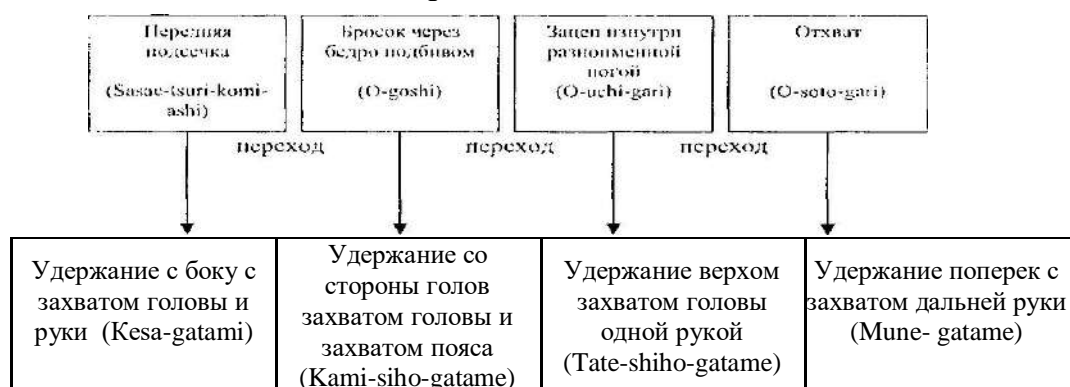 Передняя
подсечка
(Sasae-tsuri-komi-
ashi)
Бросок через
бедро подбивом
(O-goshi)
Зацеп изнутри
разноименной
ногой
(O-uchi-gari)
Отхват
(O-soto-gari)
переход
переход
переход
Удержание с боку с
захватом головы и
руки (Kesa-gatami)
Удержание со
стороны голов
захватом головы и
захватом пояса
(Kami-siho-gatame)
Удержание верхом
захватом головы
одной рукой
(Tate-shiho-gatame)
Удержание поперек с
захватом дальней руки
(Mune- gatame)